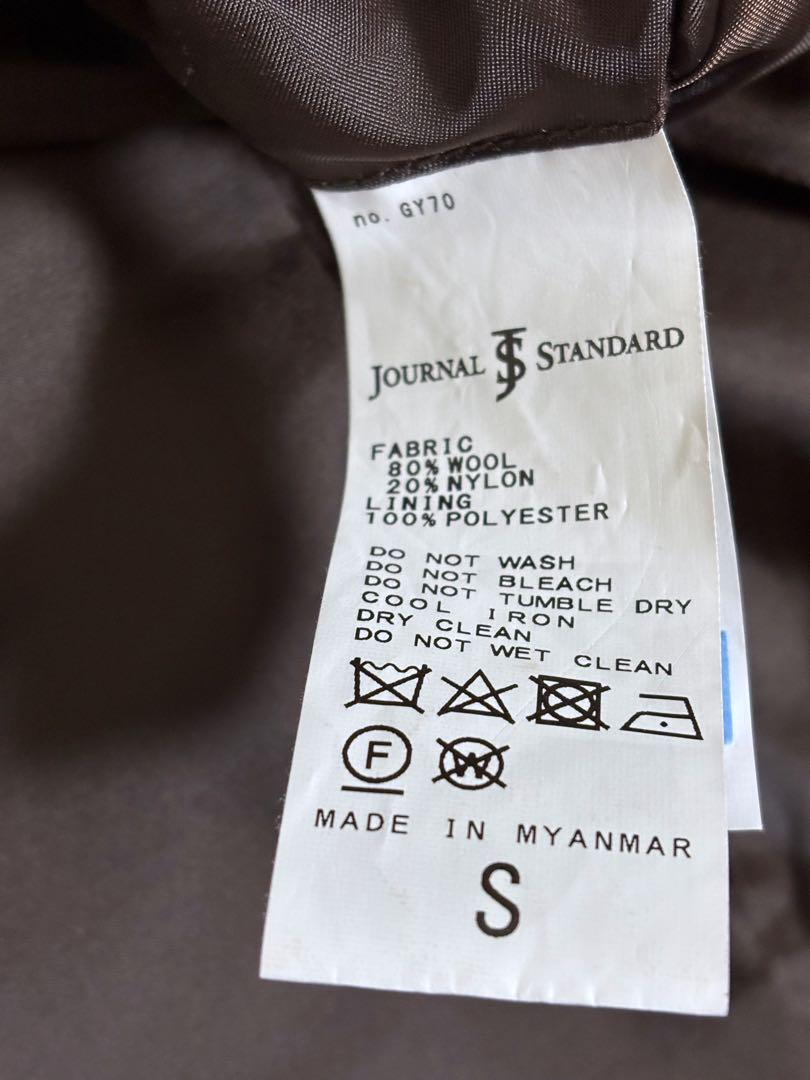 no. GY70
JOURNAL JS STANDARD
FABRIC
80% WOOL
20% NYLON
LINING
100% POLYESTER
DO NOT WASH
DO NOT BLEACH
DO NOT TUMBLE DRY
COOL IRON
DRY CLEAN
DO NOT WET CLEAN
F W
MADE IN MYANMAR
S